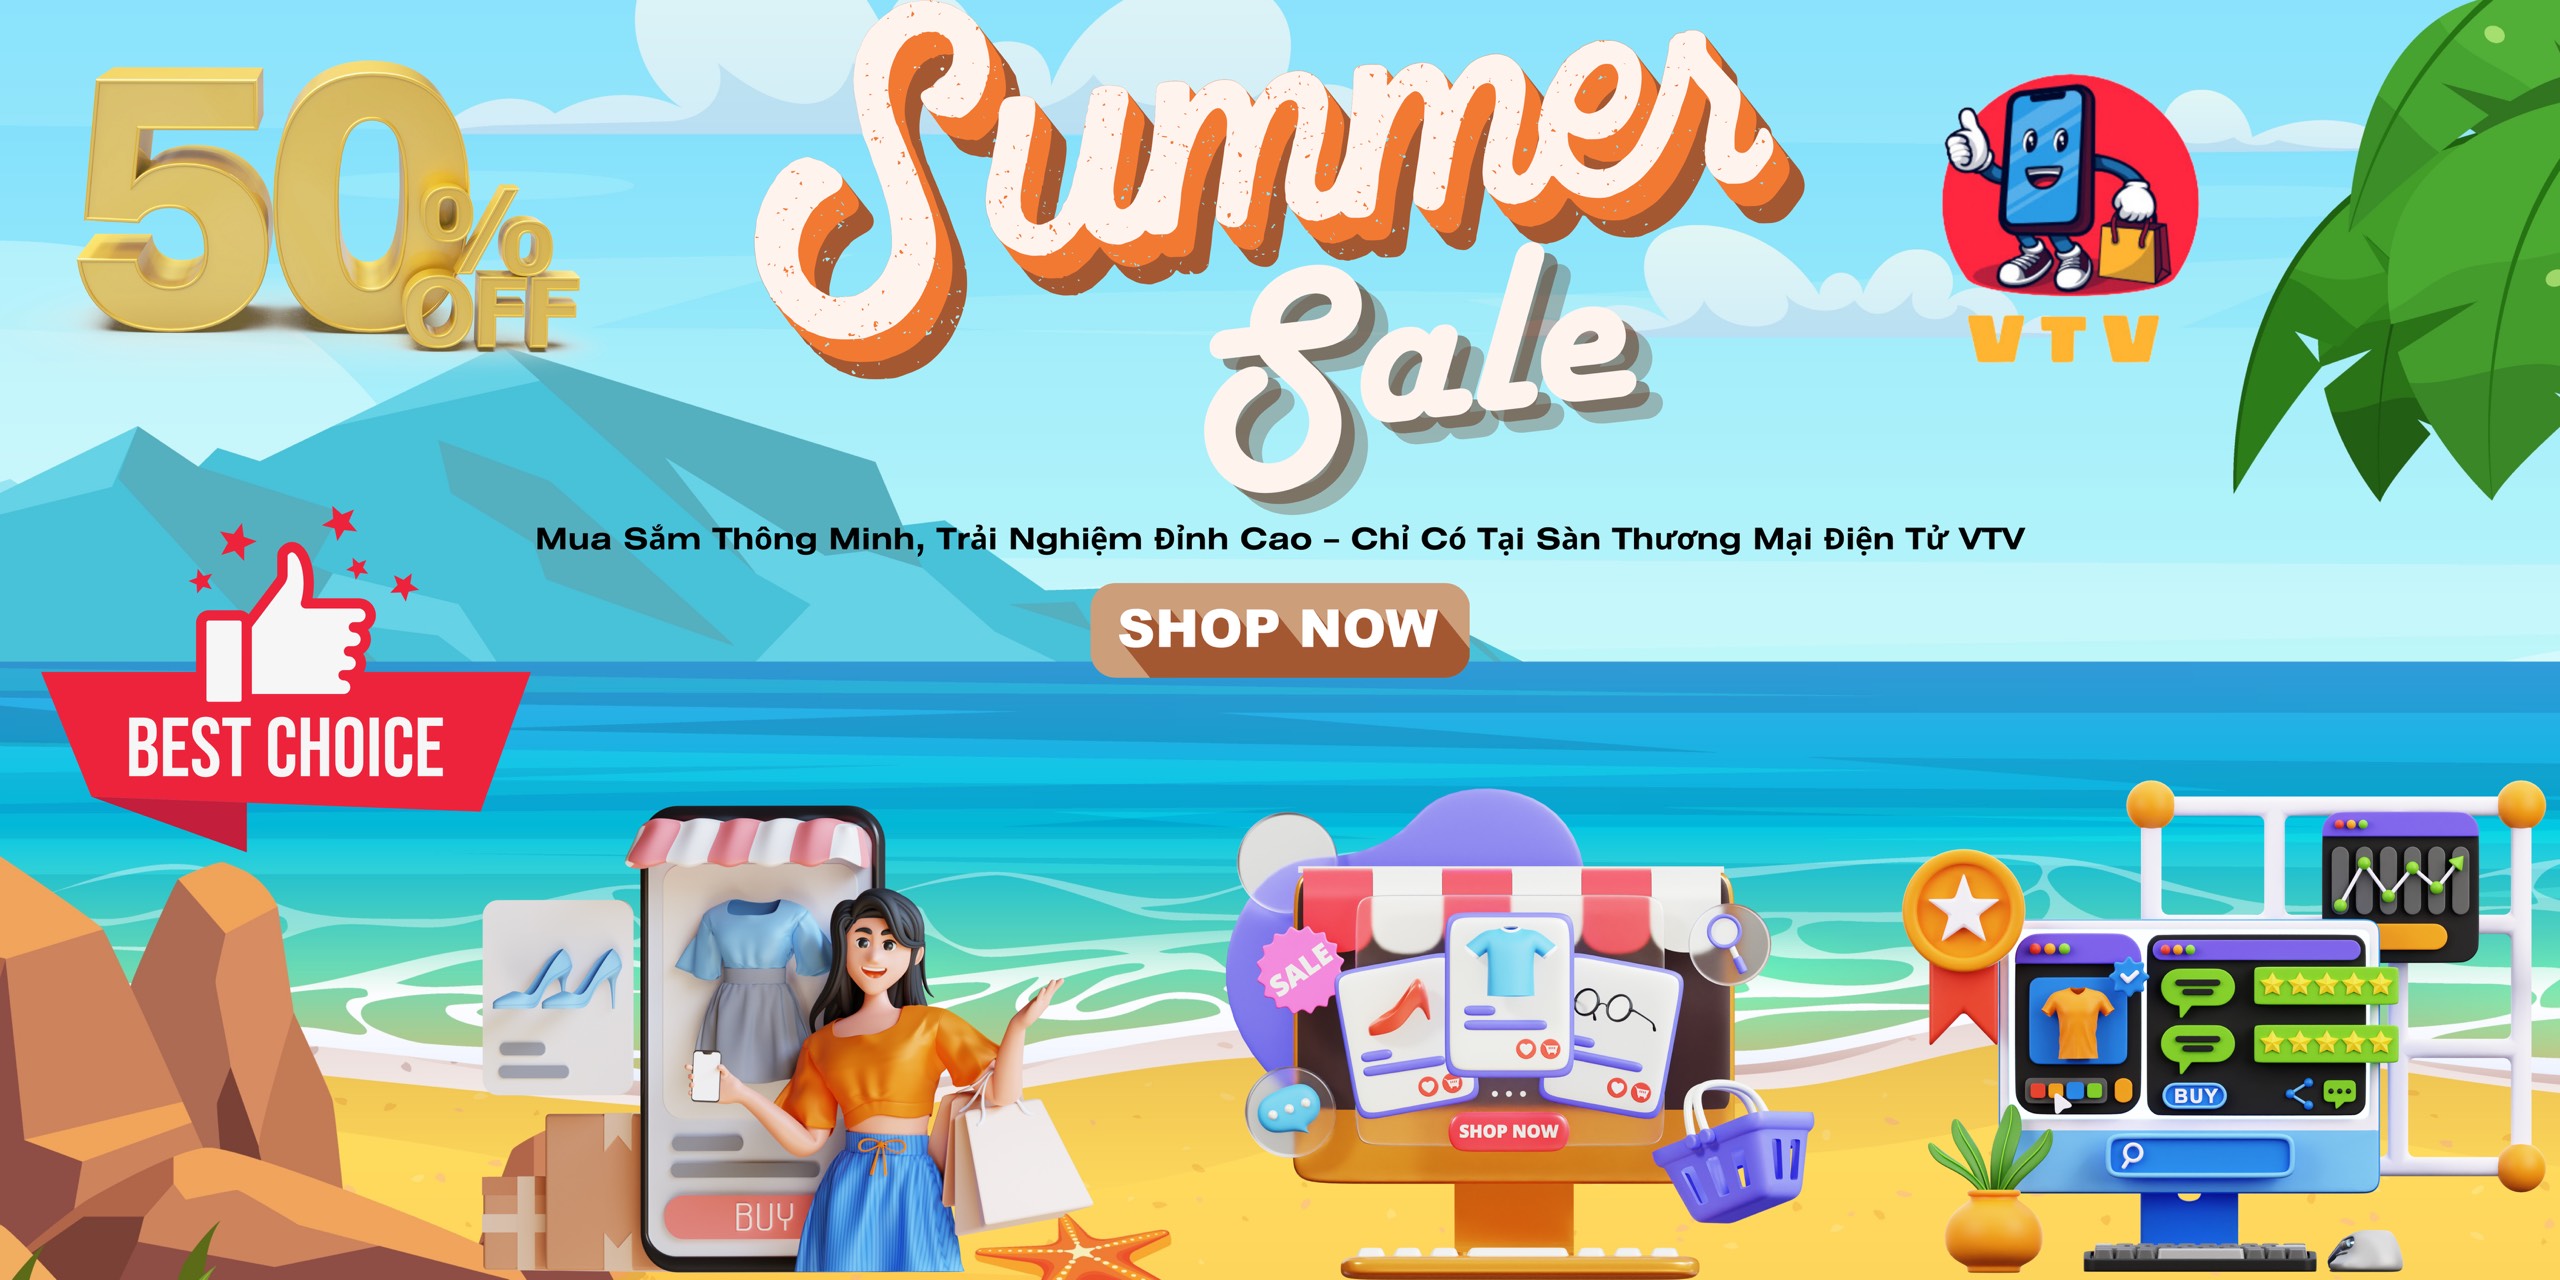 50%
OFF
Summer
Sale
VTV
Mua Sắm Thông Minh, Trải Nghiệm Đỉnh Cao – Chỉ Có Tại Sàn Thương Mại Điện Tử VTV
SHOP NOW
BEST CHOICE
BUY
SALE
SHOP NOW
BUY